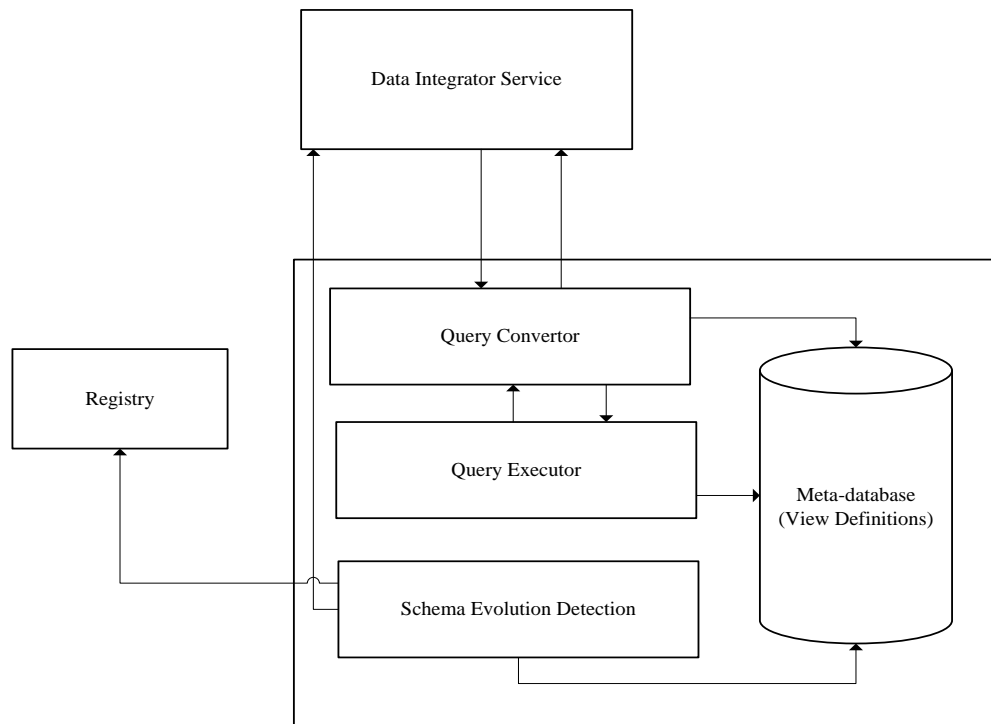 Data Integrator Service
Query Convertor
Registry
Query Executor
Meta-database
(View Definitions)
Schema Evolution Detection